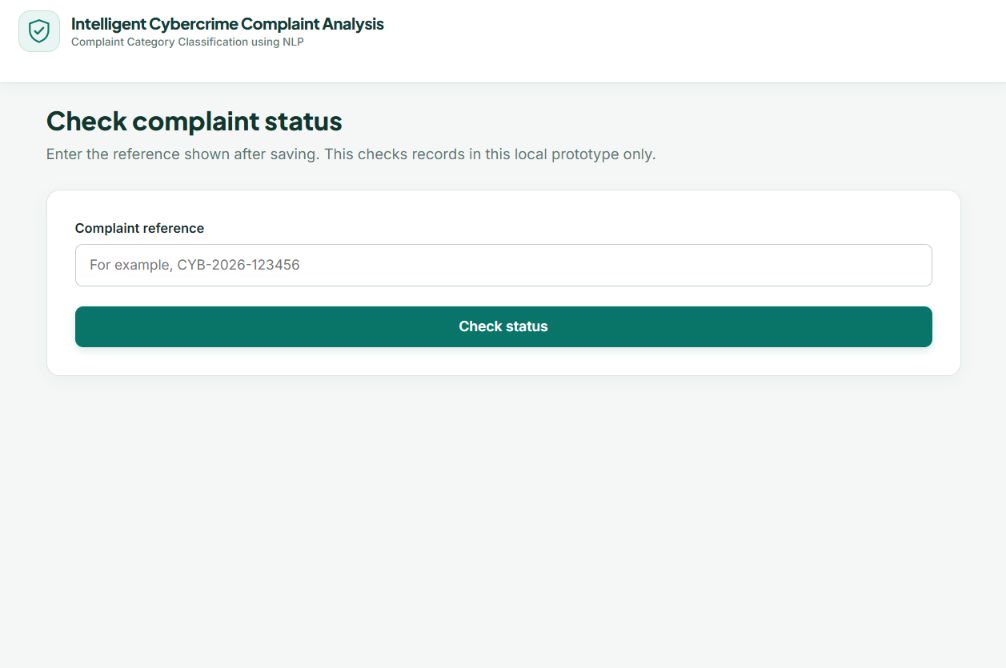 Intelligent Cybercrime Complaint Analysis
Complaint Category Classification using NLP
Check complaint status
Enter the reference shown after saving. This checks records in this local prototype only.
Complaint reference
For example, CYB-2026-123456
Check status